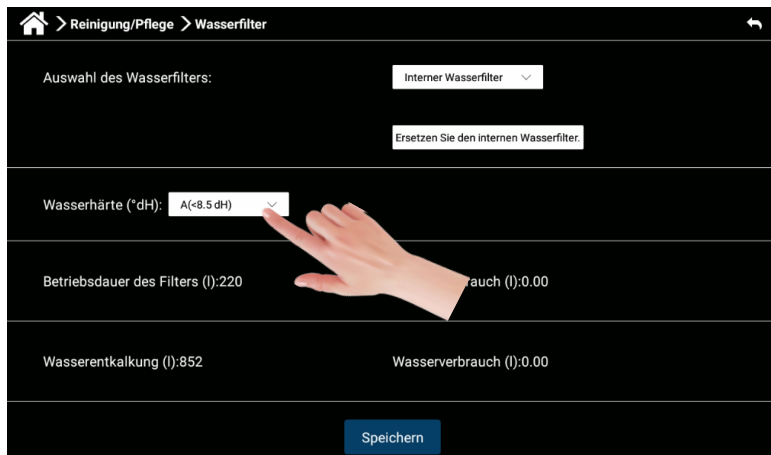 Reinigung/Pflege Wasserfilter
Auswahl des Wasserfilters: Interner Wasserfilter
Ersetzen Sie den internen Wasserfilter.
Wasserhärte (°dH): A(<8.5 dH)
Betriebsdauer des Filters (l):220 (l):0.00
Wasserentkalkung (l):852 Wasserverbrauch (l):0.00
Speichern